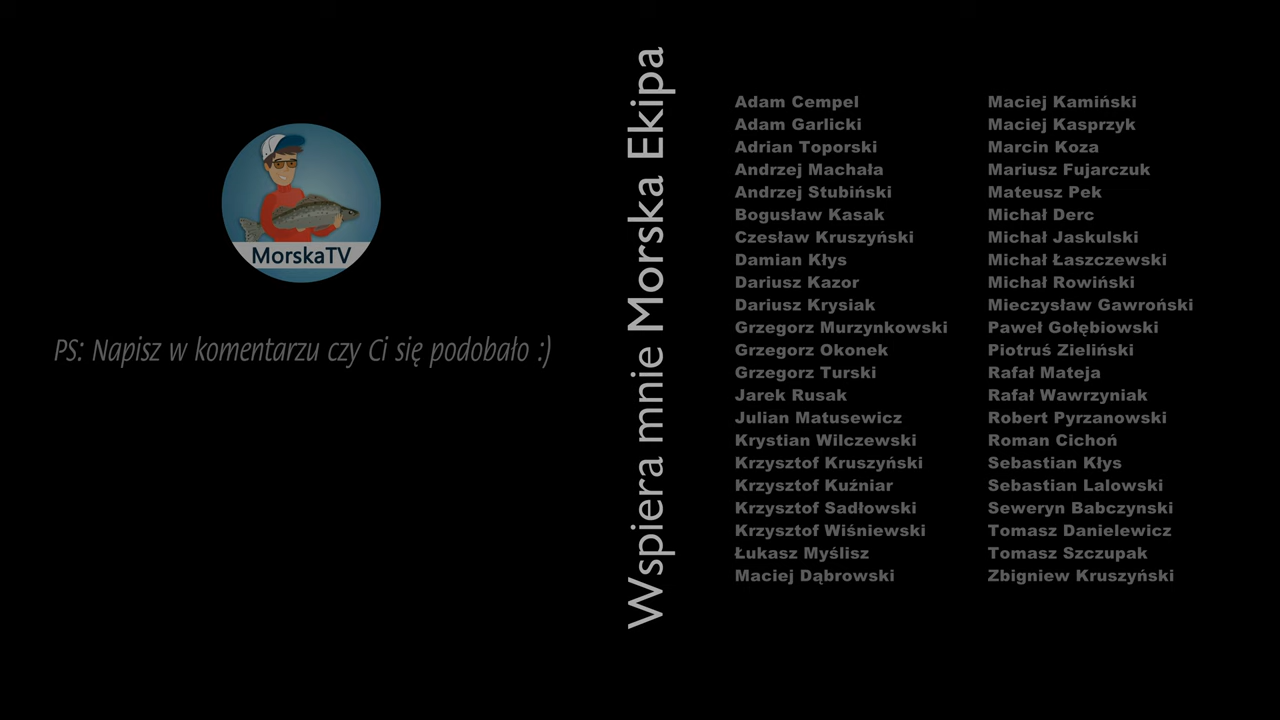 MorskaTV
PS: Napisz w komentarzu czy Ci się podobało :)
Wspiera mnie Morska Ekipa
Adam Cempel
Adam Garlicki
Adrian Toporski
Andrzej Machała
Andrzej Stubiński
Bogusław Kasak
Czesław Kruszyński
Damian Kłys
Dariusz Kazor
Dariusz Krysiak
Grzegorz Murzynkowski
Grzegorz Okonek
Grzegorz Turski
Jarek Rusak
Julian Matusewicz
Krystian Wilczewski
Krzysztof Kruszyński
Krzysztof Kuźniar
Krzysztof Sadłowski
Krzysztof Wiśniewski
Łukasz Myślisz
Maciej Dąbrowski
Maciej Kamiński
Maciej Kasprzyk
Marcin Koza
Mariusz Fujarczuk
Mateusz Pek
Michał Derc
Michał Jaskulski
Michał Łaszczewski
Michał Rowiński
Mieczysław Gawroński
Paweł Gołębiowski
Piotruś Zieliński
Rafał Mateja
Rafał Wawrzyniak
Robert Pyrzanowski
Roman Cichoń
Sebastian Kłys
Sebastian Lalowski
Seweryn Babczynski
Tomasz Danielewicz
Tomasz Szczupak
Zbigniew Kruszyński